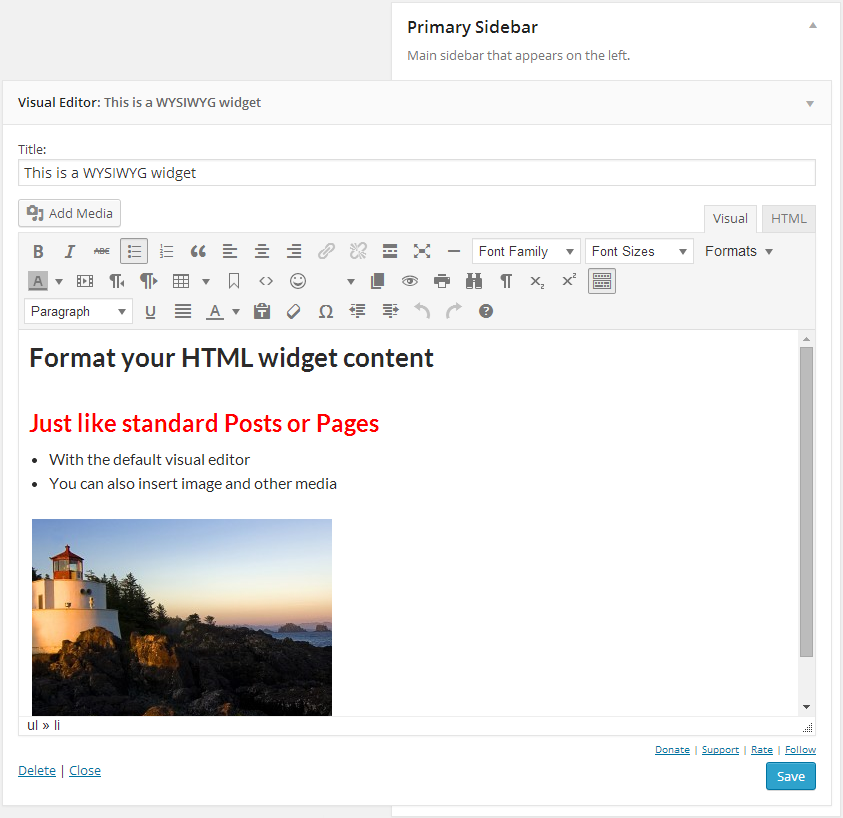 Primary Sidebar
Main sidebar that appears on the left.
Visual Editor: This is a WYSIWYG widget
Title:
This is a WYSIWYG widget
Add Media
Visual HTML
B I ABC Font Family Font Sizes Formats
A X₂ X²
Paragraph U A Ω
Format your HTML widget content
Just like standard Posts or Pages
• With the default visual editor
• You can also insert image and other media
ul » li
Donate | Support | Rate | Follow
Delete | Close
Save